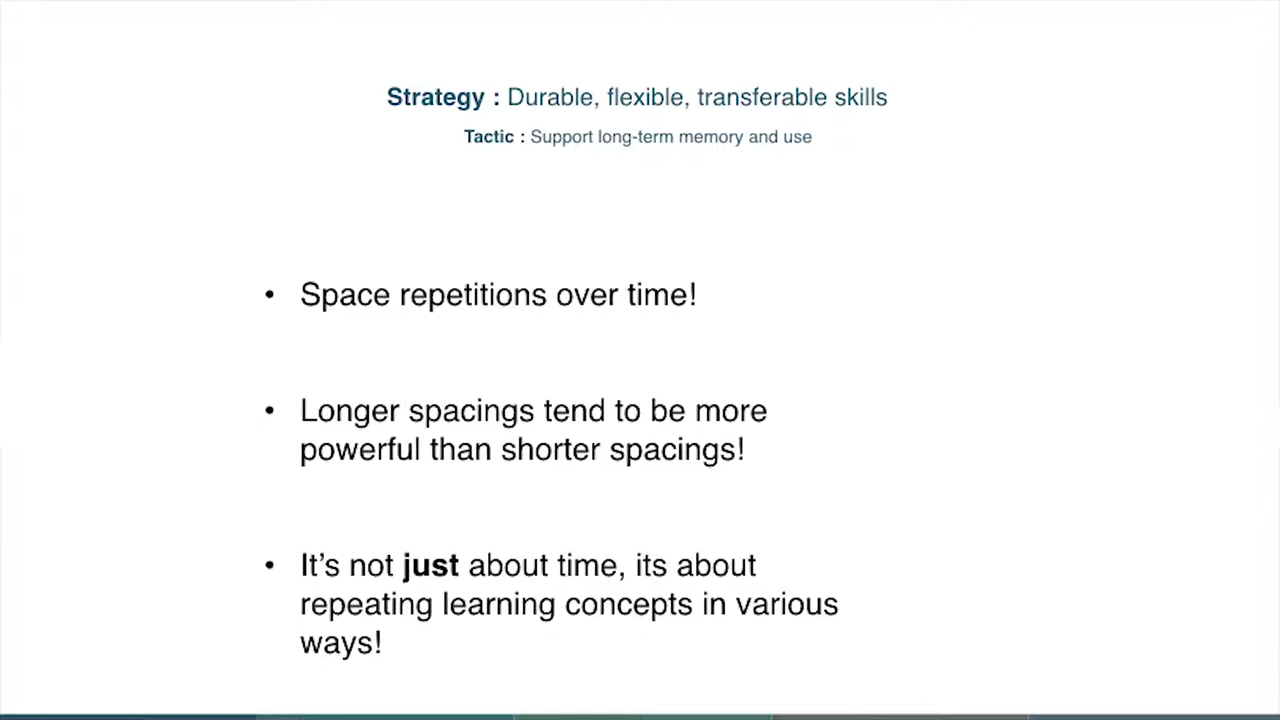 Strategy : Durable, flexible, transferable skills
Tactic : Support long-term memory and use
• Space repetitions over time!
• Longer spacings tend to be more
powerful than shorter spacings!
• It’s not just about time, its about
repeating learning concepts in various
ways!